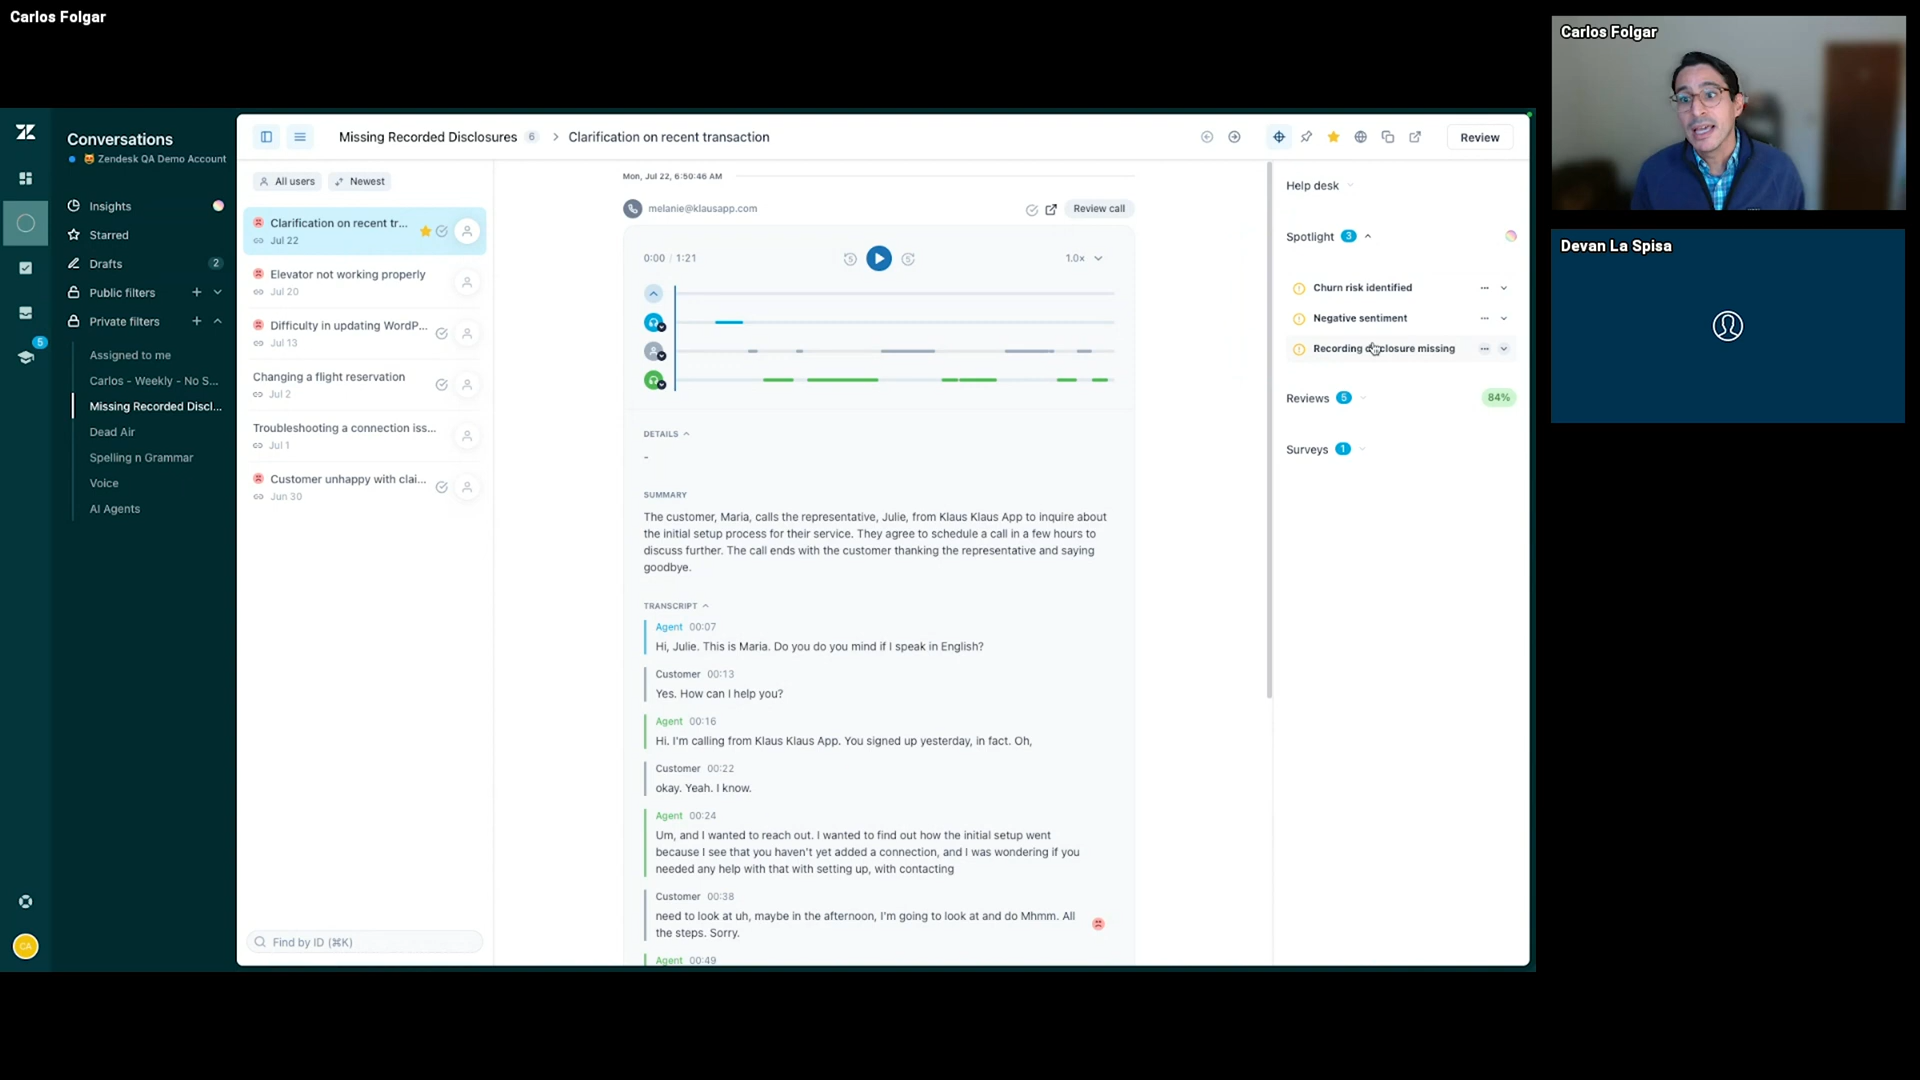 Carlos Folgar
Conversations
Zendesk QA Demo Account
Insights
Starred
Drafts 2
Public filters
Private filters
5
Assigned to me
Carlos - Weekly - No S...
Missing Recorded Discl...
Dead Air
Spelling n Grammar
Voice
AI Agents
CA
Missing Recorded Disclosures 6 > Clarification on recent transaction
Review
All users Newest
Clarification on recent tr...
Jul 22
Elevator not working properly
Jul 20
Difficulty in updating WordP...
Jul 13
Changing a flight reservation
Jul 2
Troubleshooting a connection iss...
Jul 1
Customer unhappy with clai...
Jun 30
Find by ID (⌘K)
Mon, Jul 22, 6:50:46 AM
melanie@klausapp.com
Review call
0:00 / 1:21
5 5
1.0x
DETAILS
-
SUMMARY
The customer, Maria, calls the representative, Julie, from Klaus Klaus App to inquire about
the initial setup process for their service. They agree to schedule a call in a few hours to
discuss further. The call ends with the customer thanking the representative and saying
goodbye.
TRANSCRIPT
Agent 00:07
Hi, Julie. This is Maria. Do you do you mind if I speak in English?
Customer 00:13
Yes. How can I help you?
Agent 00:16
Hi. I'm calling from Klaus Klaus App. You signed up yesterday, in fact. Oh,
Customer 00:22
okay. Yeah. I know.
Agent 00:24
Um, and I wanted to reach out. I wanted to find out how the initial setup went
because I see that you haven't yet added a connection, and I was wondering if you
needed any help with that with setting up, with contacting
Customer 00:38
need to look at uh, maybe in the afternoon, I'm going to look at and do Mhmm. All
the steps. Sorry.
Agent 00:49
Help desk
Spotlight 3
Churn risk identified
Negative sentiment
Recording disclosure missing
Reviews 5 84%
Surveys 1
Carlos Folgar
Devan La Spisa